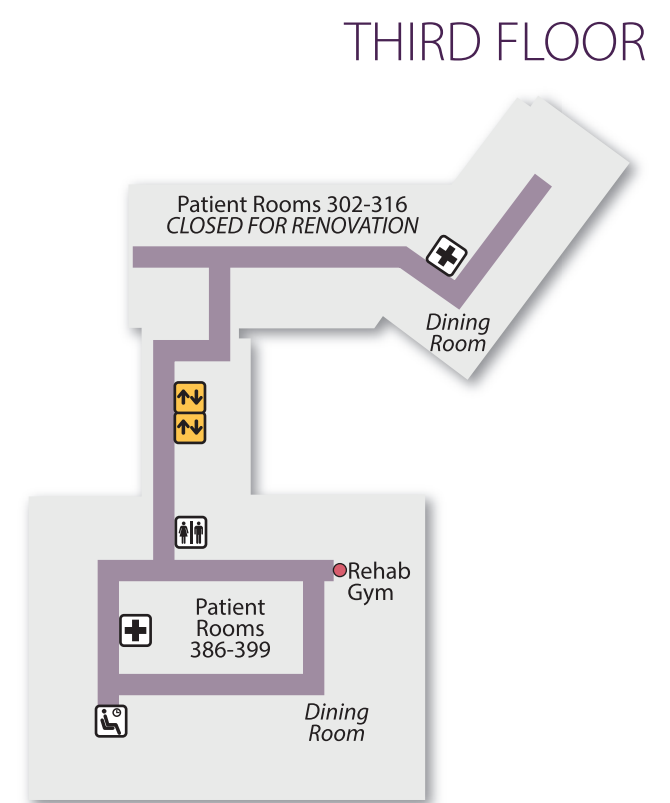 THIRD FLOOR
Patient Rooms 302-316
CLOSED FOR RENOVATION
Dining
Room
Rehab
Gym
Patient
Rooms
386-399
Dining
Room